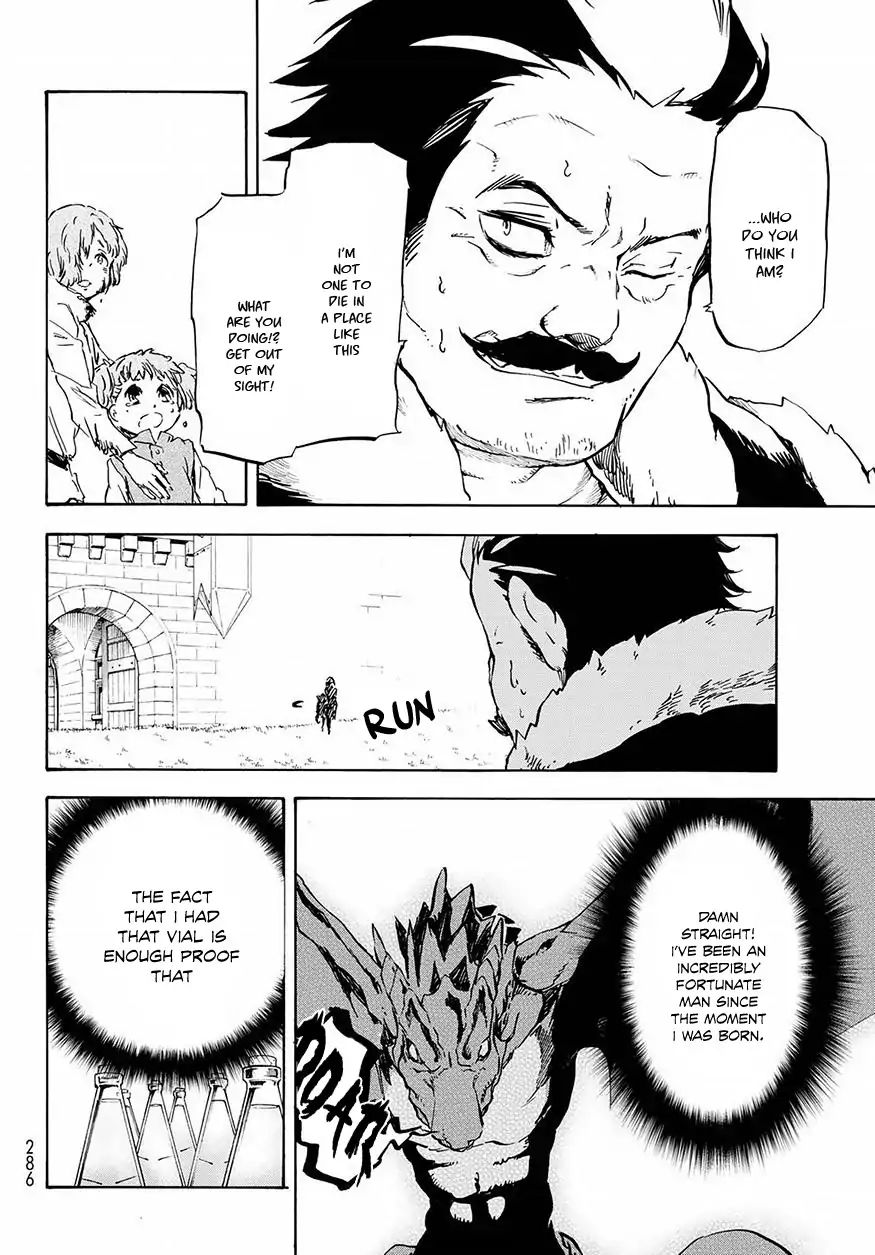 ...WHO
DO YOU
THINK I
AM?
I'M
NOT
ONE TO
DIE IN
A PLACE
LIKE
THIS
WHAT
ARE YOU
DOING!?
GET OUT
OF MY
SIGHT!
RUN
DAMN
STRAIGHT!
I'VE BEEN AN
INCREDIBLY
FORTUNATE
MAN SINCE
THE MOMENT
I WAS BORN.
ROAR
THE FACT
THAT I HAD
THAT VIAL IS
ENOUGH PROOF
THAT
286